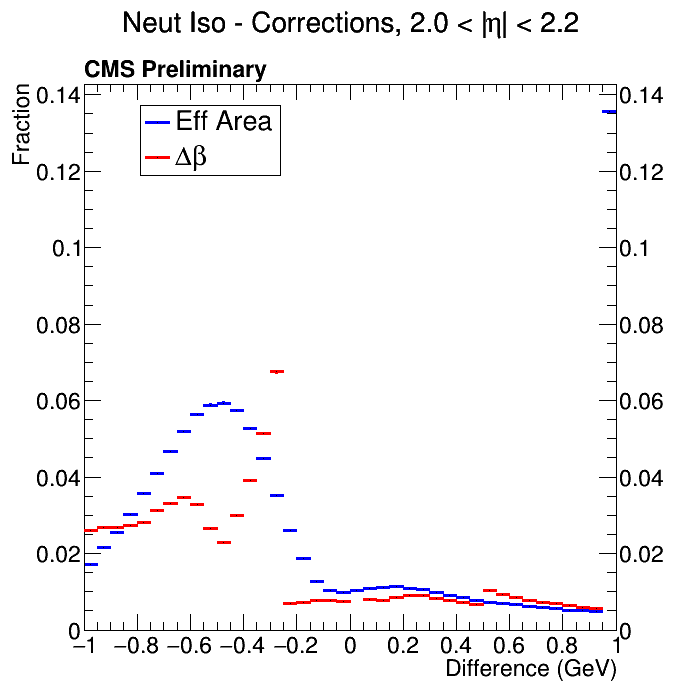 Neut Iso - Corrections, 2.0 < |η| < 2.2
CMS Preliminary
Fraction
Eff Area
Δβ
0.14
0.12
0.1
0.08
0.06
0.04
0.02
0
0.14
0.12
0.1
0.08
0.06
0.04
0.02
0
−1 −0.8 −0.6 −0.4 −0.2 0 0.2 0.4 0.6 0.8 1
Difference (GeV)